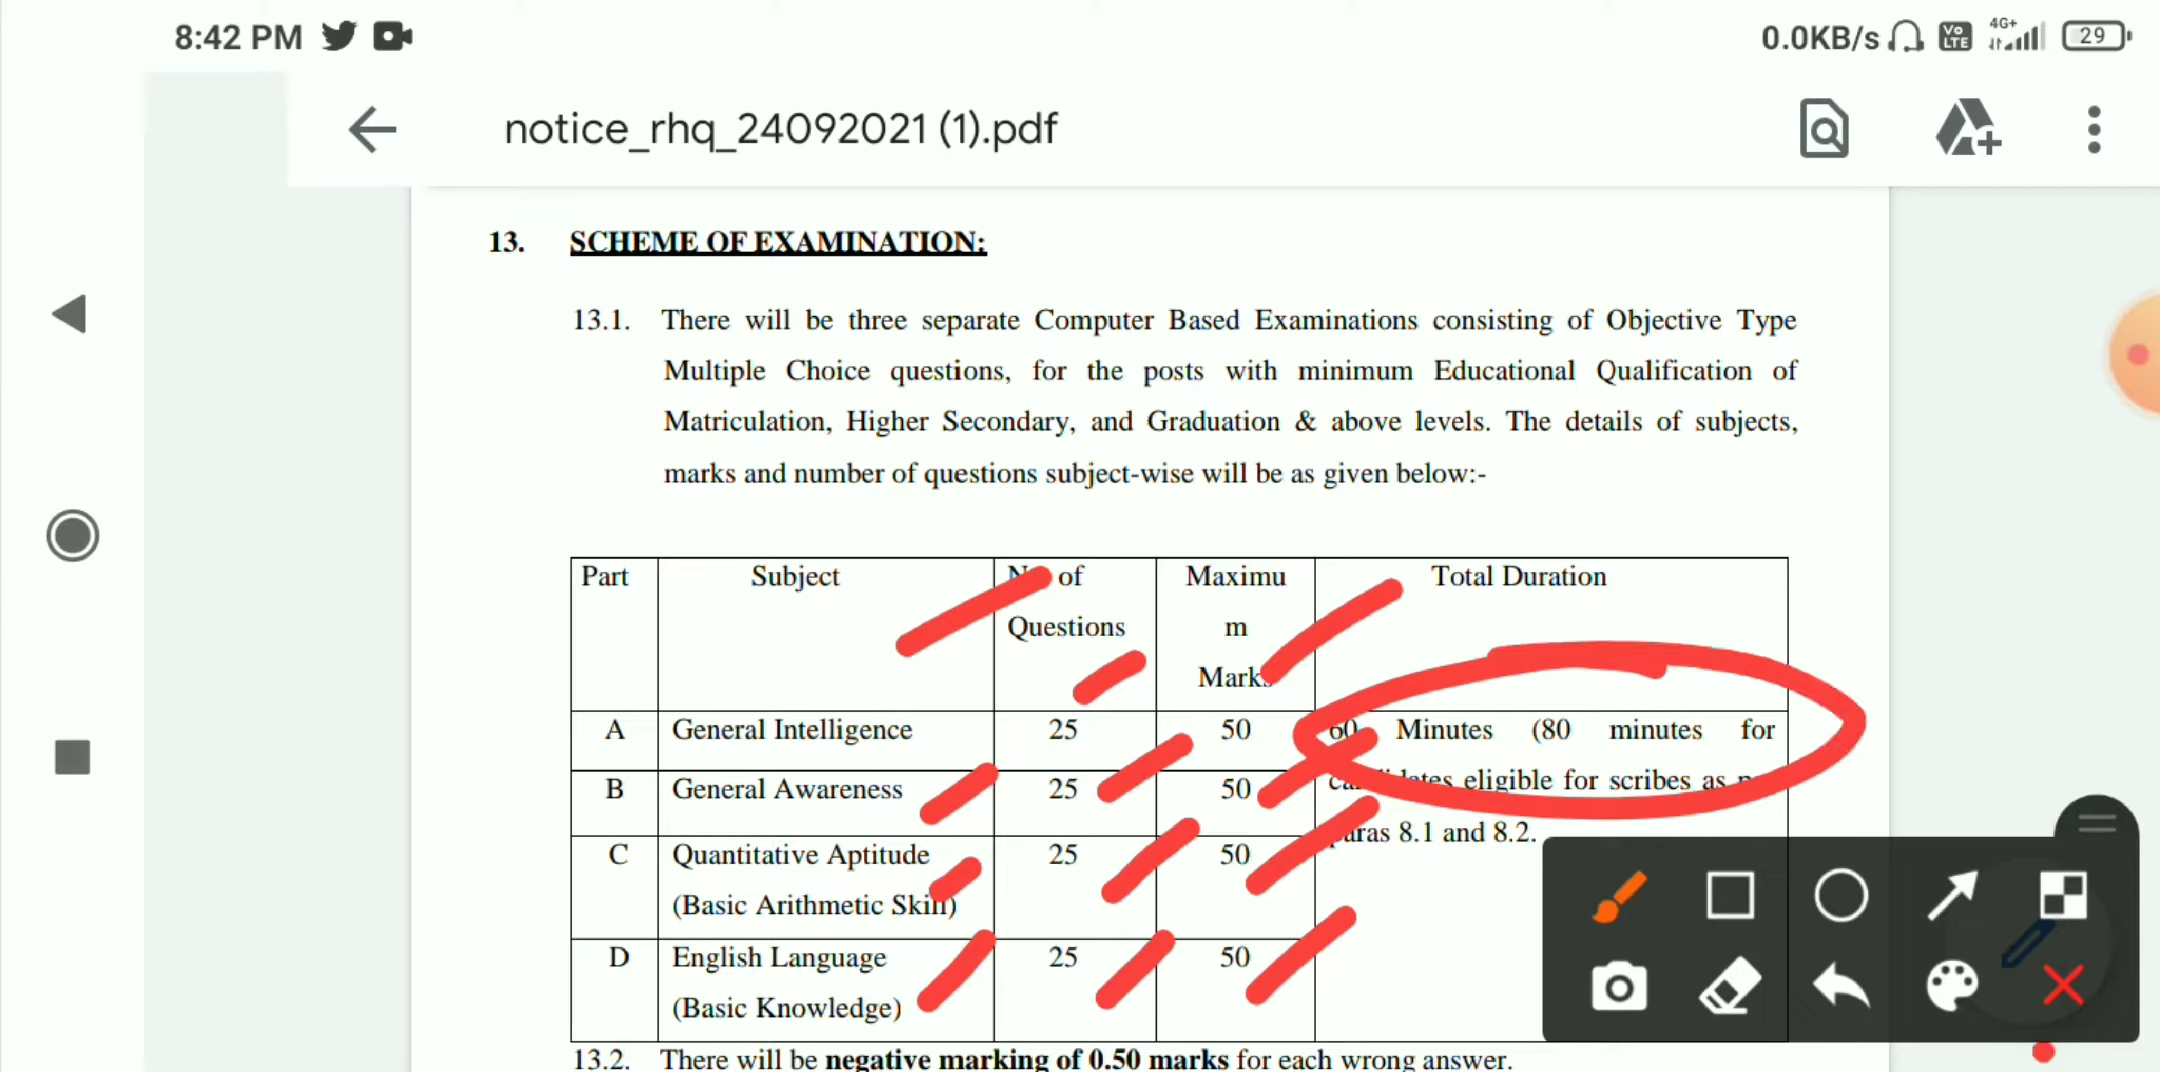 8:42 PM
0.0KB/s Vo LTE 4G+ 29
notice_rhq_24092021 (1).pdf
13. SCHEME OF EXAMINATION:
13.1. There will be three separate Computer Based Examinations consisting of Objective Type
Multiple Choice questions, for the posts with minimum Educational Qualification of
Matriculation, Higher Secondary, and Graduation & above levels. The details of subjects,
marks and number of questions subject-wise will be as given below:-
Part Subject of Maximu Total Duration
Questions m
Marks
A General Intelligence 25 50 60 Minutes (80 minutes for
B General Awareness 25 50 eligible for scribes as
C Quantitative Aptitude 25 50 8.1 and 8.2.
(Basic Arithmetic Skill)
D English Language 25 50
(Basic Knowledge)
13.2. There will be negative marking of 0.50 marks for each wrong answer.